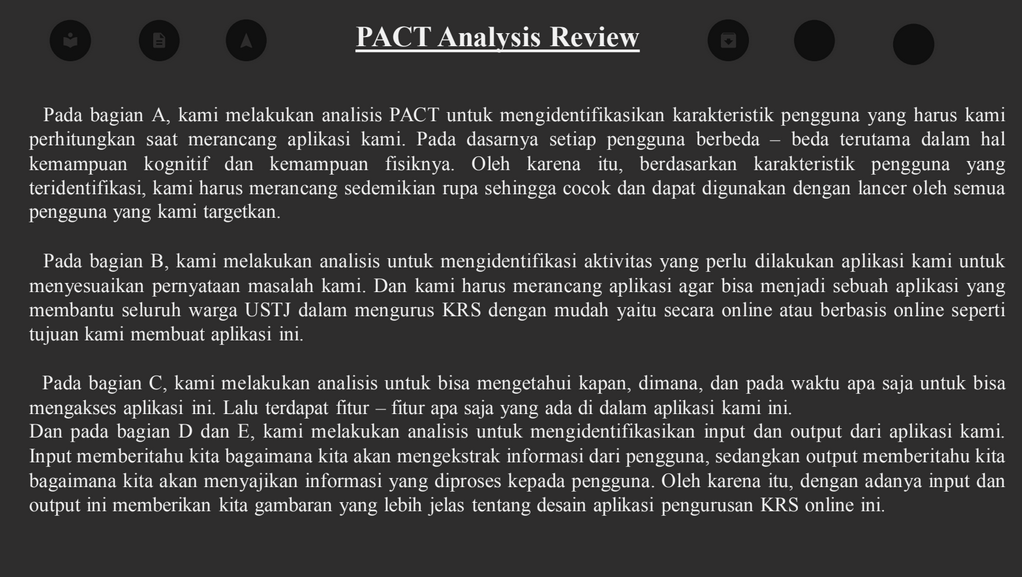 PACT Analysis Review
Pada bagian A, kami melakukan analisis PACT untuk mengidentifikasikan karakteristik pengguna yang harus kami
perhitungkan saat merancang aplikasi kami. Pada dasarnya setiap pengguna berbeda – beda terutama dalam hal
kemampuan kognitif dan kemampuan fisiknya. Oleh karena itu, berdasarkan karakteristik pengguna yang
teridentifikasi, kami harus merancang sedemikian rupa sehingga cocok dan dapat digunakan dengan lancer oleh semua
pengguna yang kami targetkan.
Pada bagian B, kami melakukan analisis untuk mengidentifikasi aktivitas yang perlu dilakukan aplikasi kami untuk
menyesuaikan pernyataan masalah kami. Dan kami harus merancang aplikasi agar bisa menjadi sebuah aplikasi yang
membantu seluruh warga USTJ dalam mengurus KRS dengan mudah yaitu secara online atau berbasis online seperti
tujuan kami membuat aplikasi ini.
Pada bagian C, kami melakukan analisis untuk bisa mengetahui kapan, dimana, dan pada waktu apa saja untuk bisa
mengakses aplikasi ini. Lalu terdapat fitur – fitur apa saja yang ada di dalam aplikasi kami ini.
Dan pada bagian D dan E, kami melakukan analisis untuk mengidentifikasikan input dan output dari aplikasi kami.
Input memberitahu kita bagaimana kita akan mengekstrak informasi dari pengguna, sedangkan output memberitahu kita
bagaimana kita akan menyajikan informasi yang diproses kepada pengguna. Oleh karena itu, dengan adanya input dan
output ini memberikan kita gambaran yang lebih jelas tentang desain aplikasi pengurusan KRS online ini.